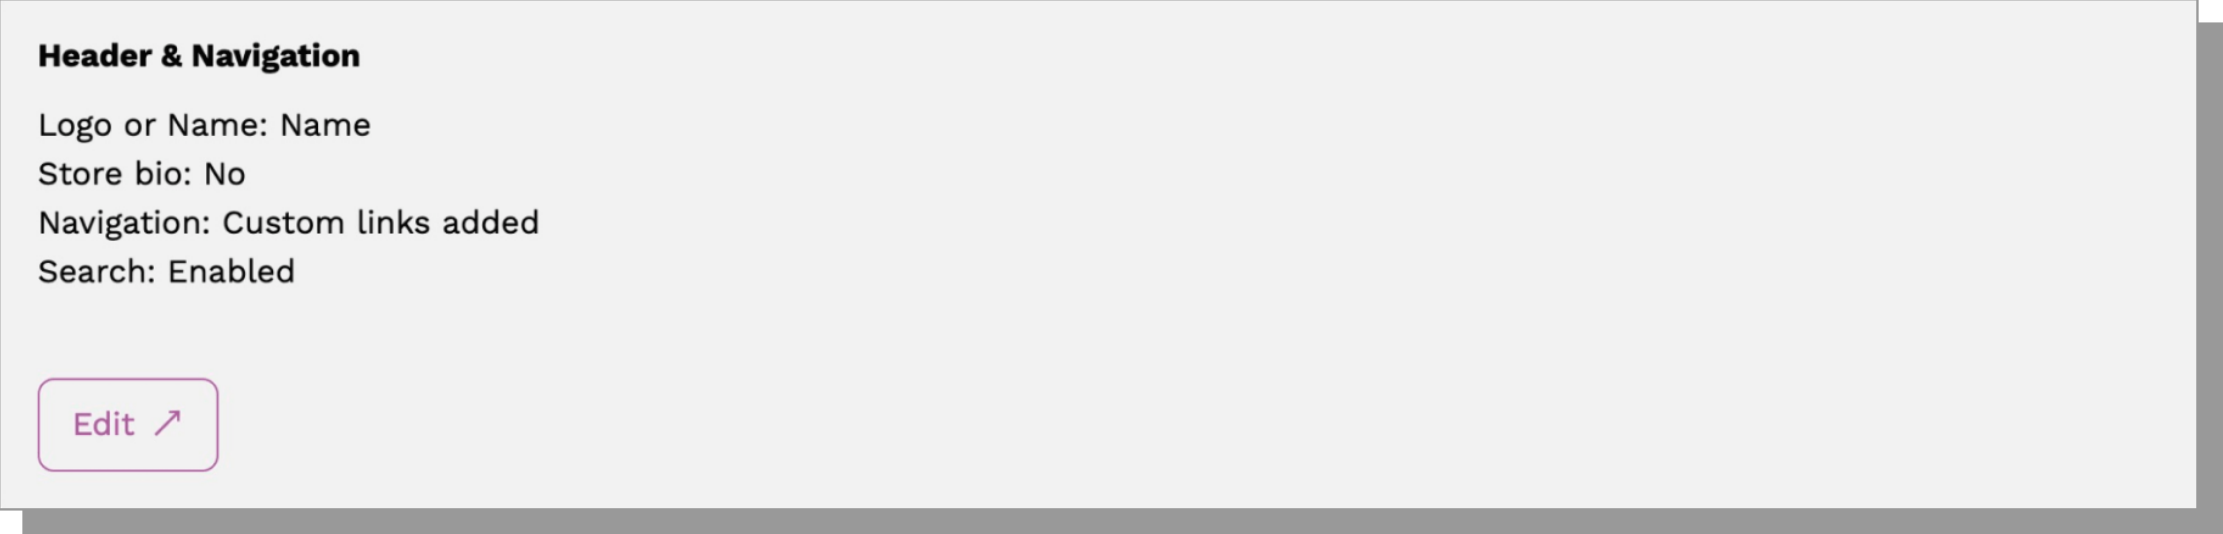 Header & Navigation
Logo or Name: Name
Store bio: No
Navigation: Custom links added
Search: Enabled
Edit ↗